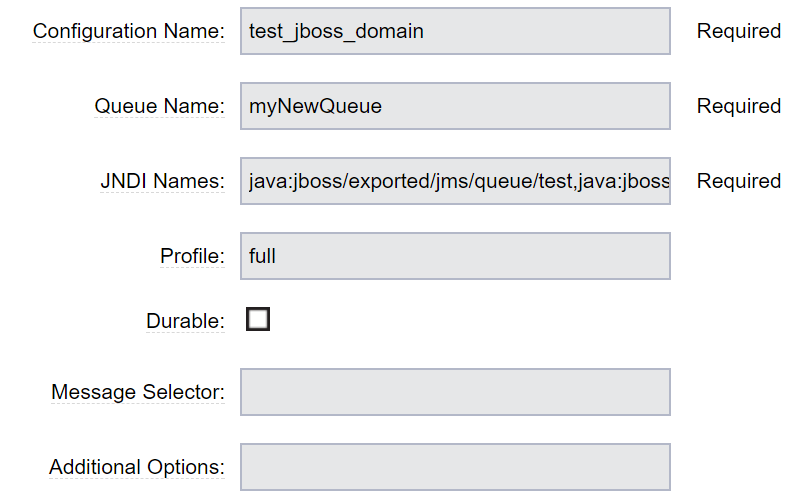 Configuration Name: test_jboss_domain Required
Queue Name: myNewQueue Required
JNDI Names: java:jboss/exported/jms/queue/test,java:jboss Required
Profile: full
Durable:
Message Selector:
Additional Options: